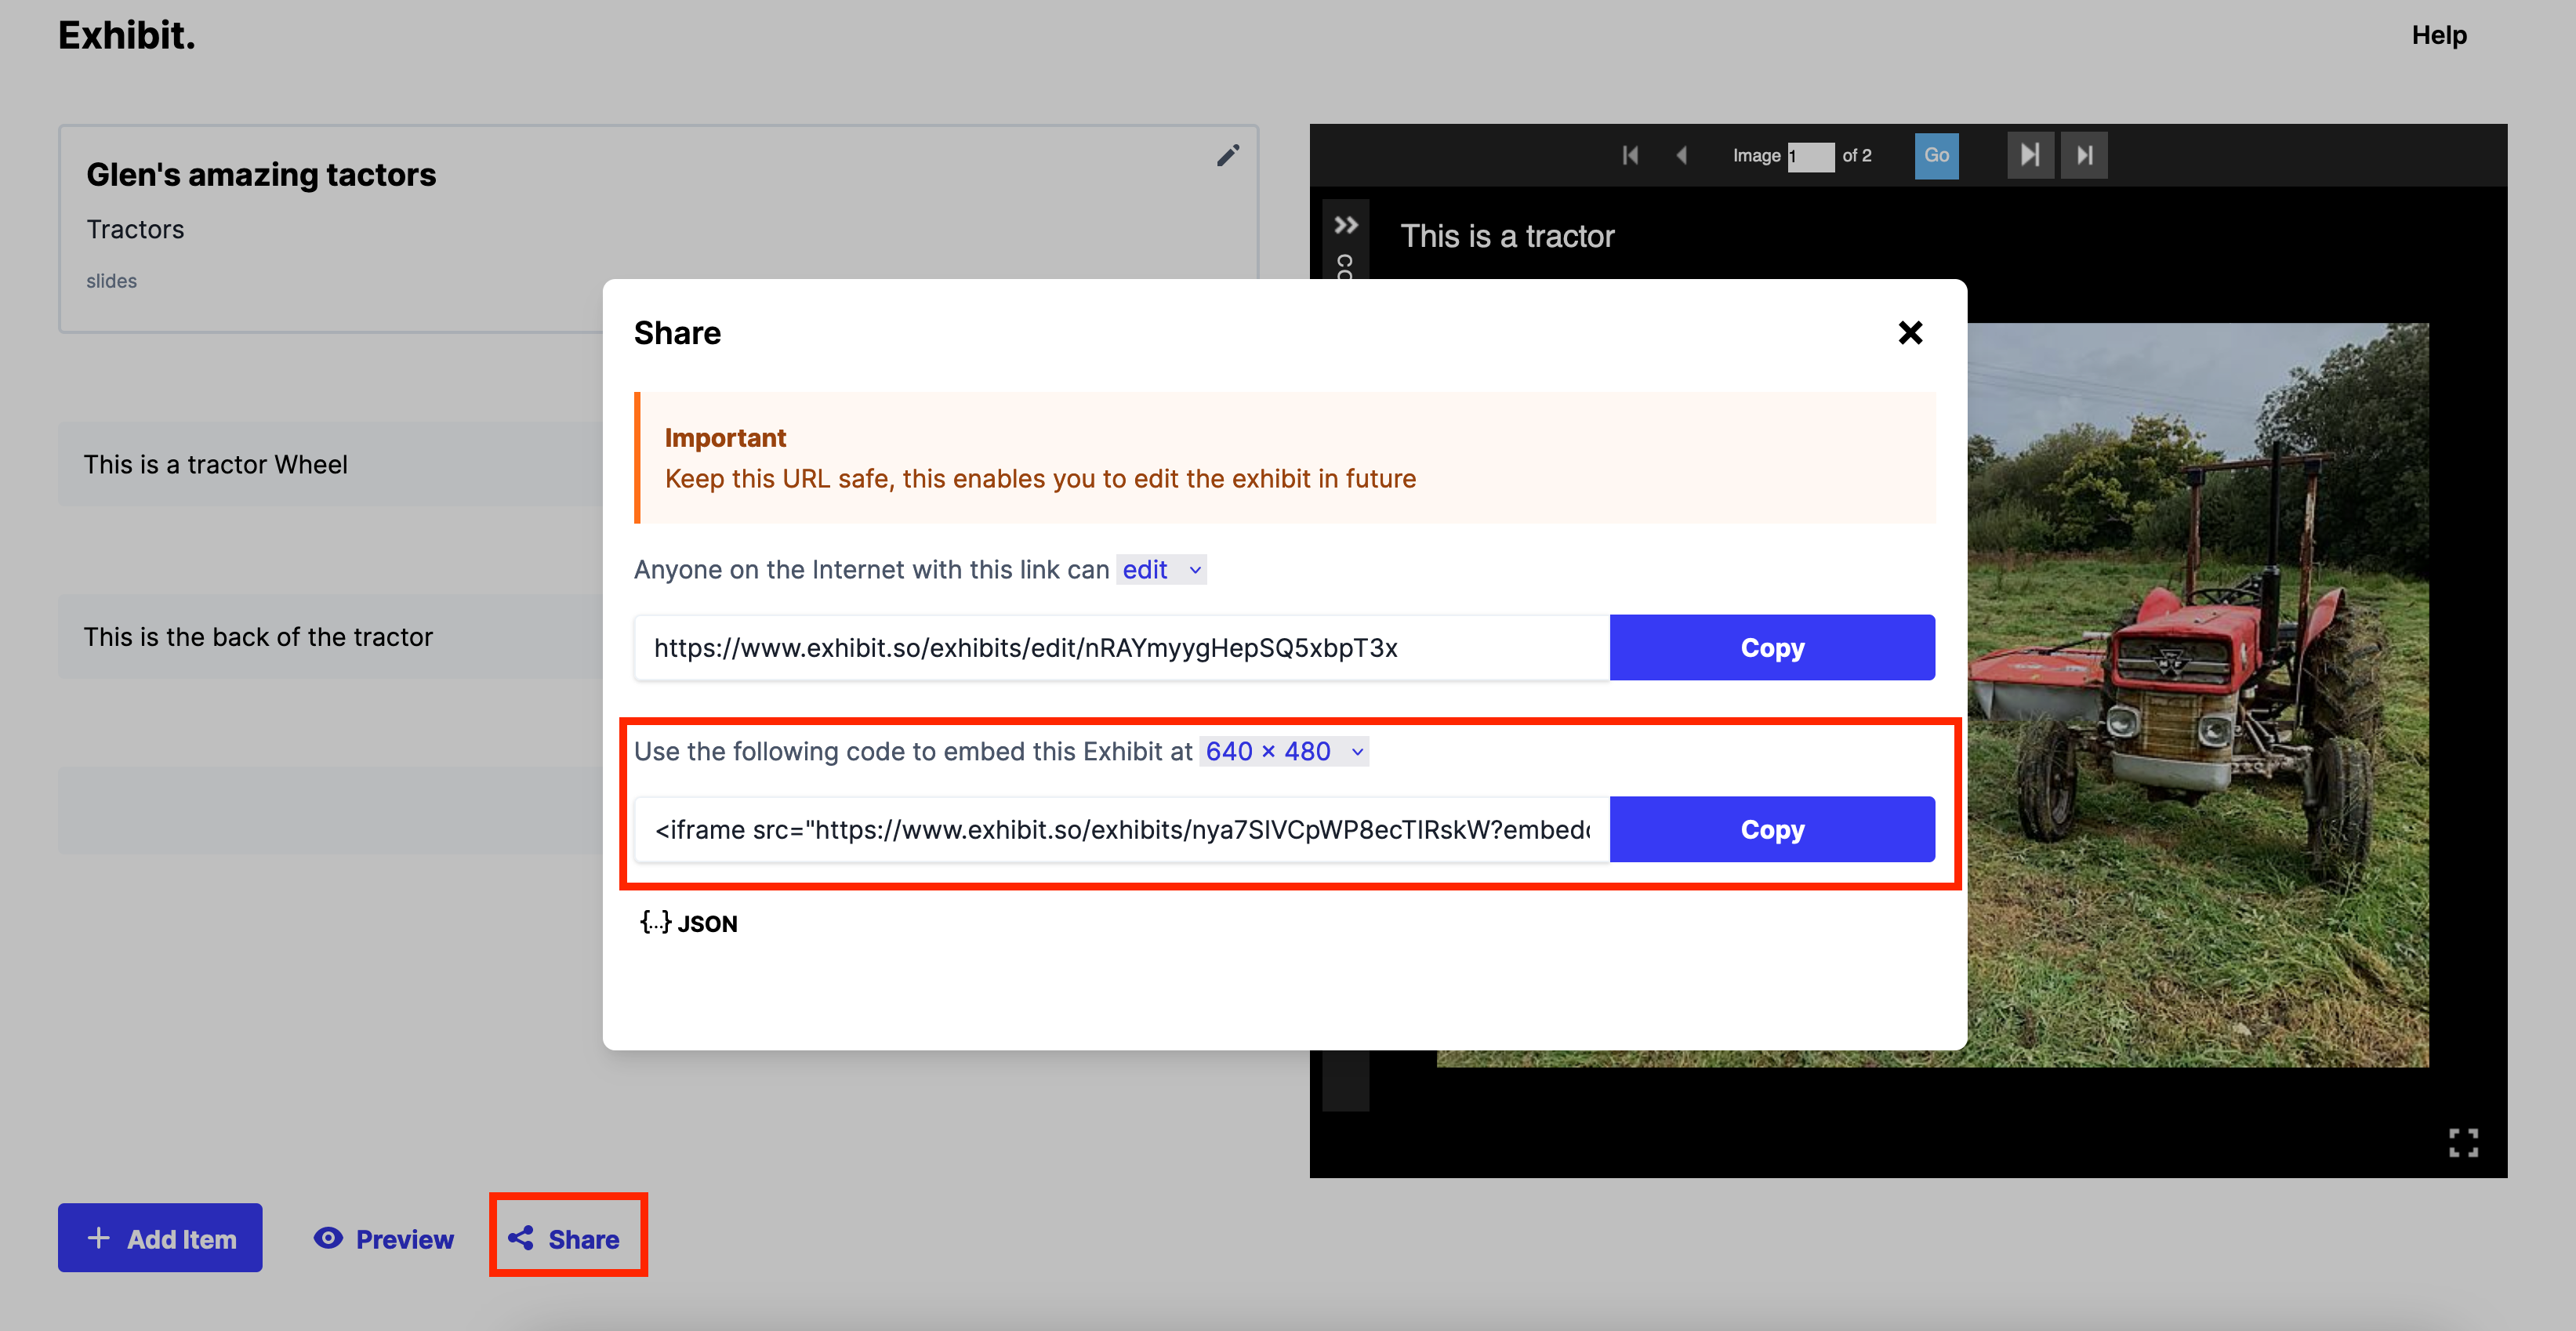 Exhibit.
Help
Glen's amazing tactors
Tractors
slides
This is a tractor Wheel
This is the back of the tractor
Image 1 of 2
Go
This is a tractor
Share
Important
Keep this URL safe, this enables you to edit the exhibit in future
Anyone on the Internet with this link can edit
https://www.exhibit.so/exhibits/edit/nRAYmyygHepSQ5xbpT3x
Copy
Use the following code to embed this Exhibit at 640 × 480
<iframe src="https://www.exhibit.so/exhibits/nya7SIVCpWP8ecTIRskW?embedd
Copy
{...} JSON
+ Add Item
Preview
Share